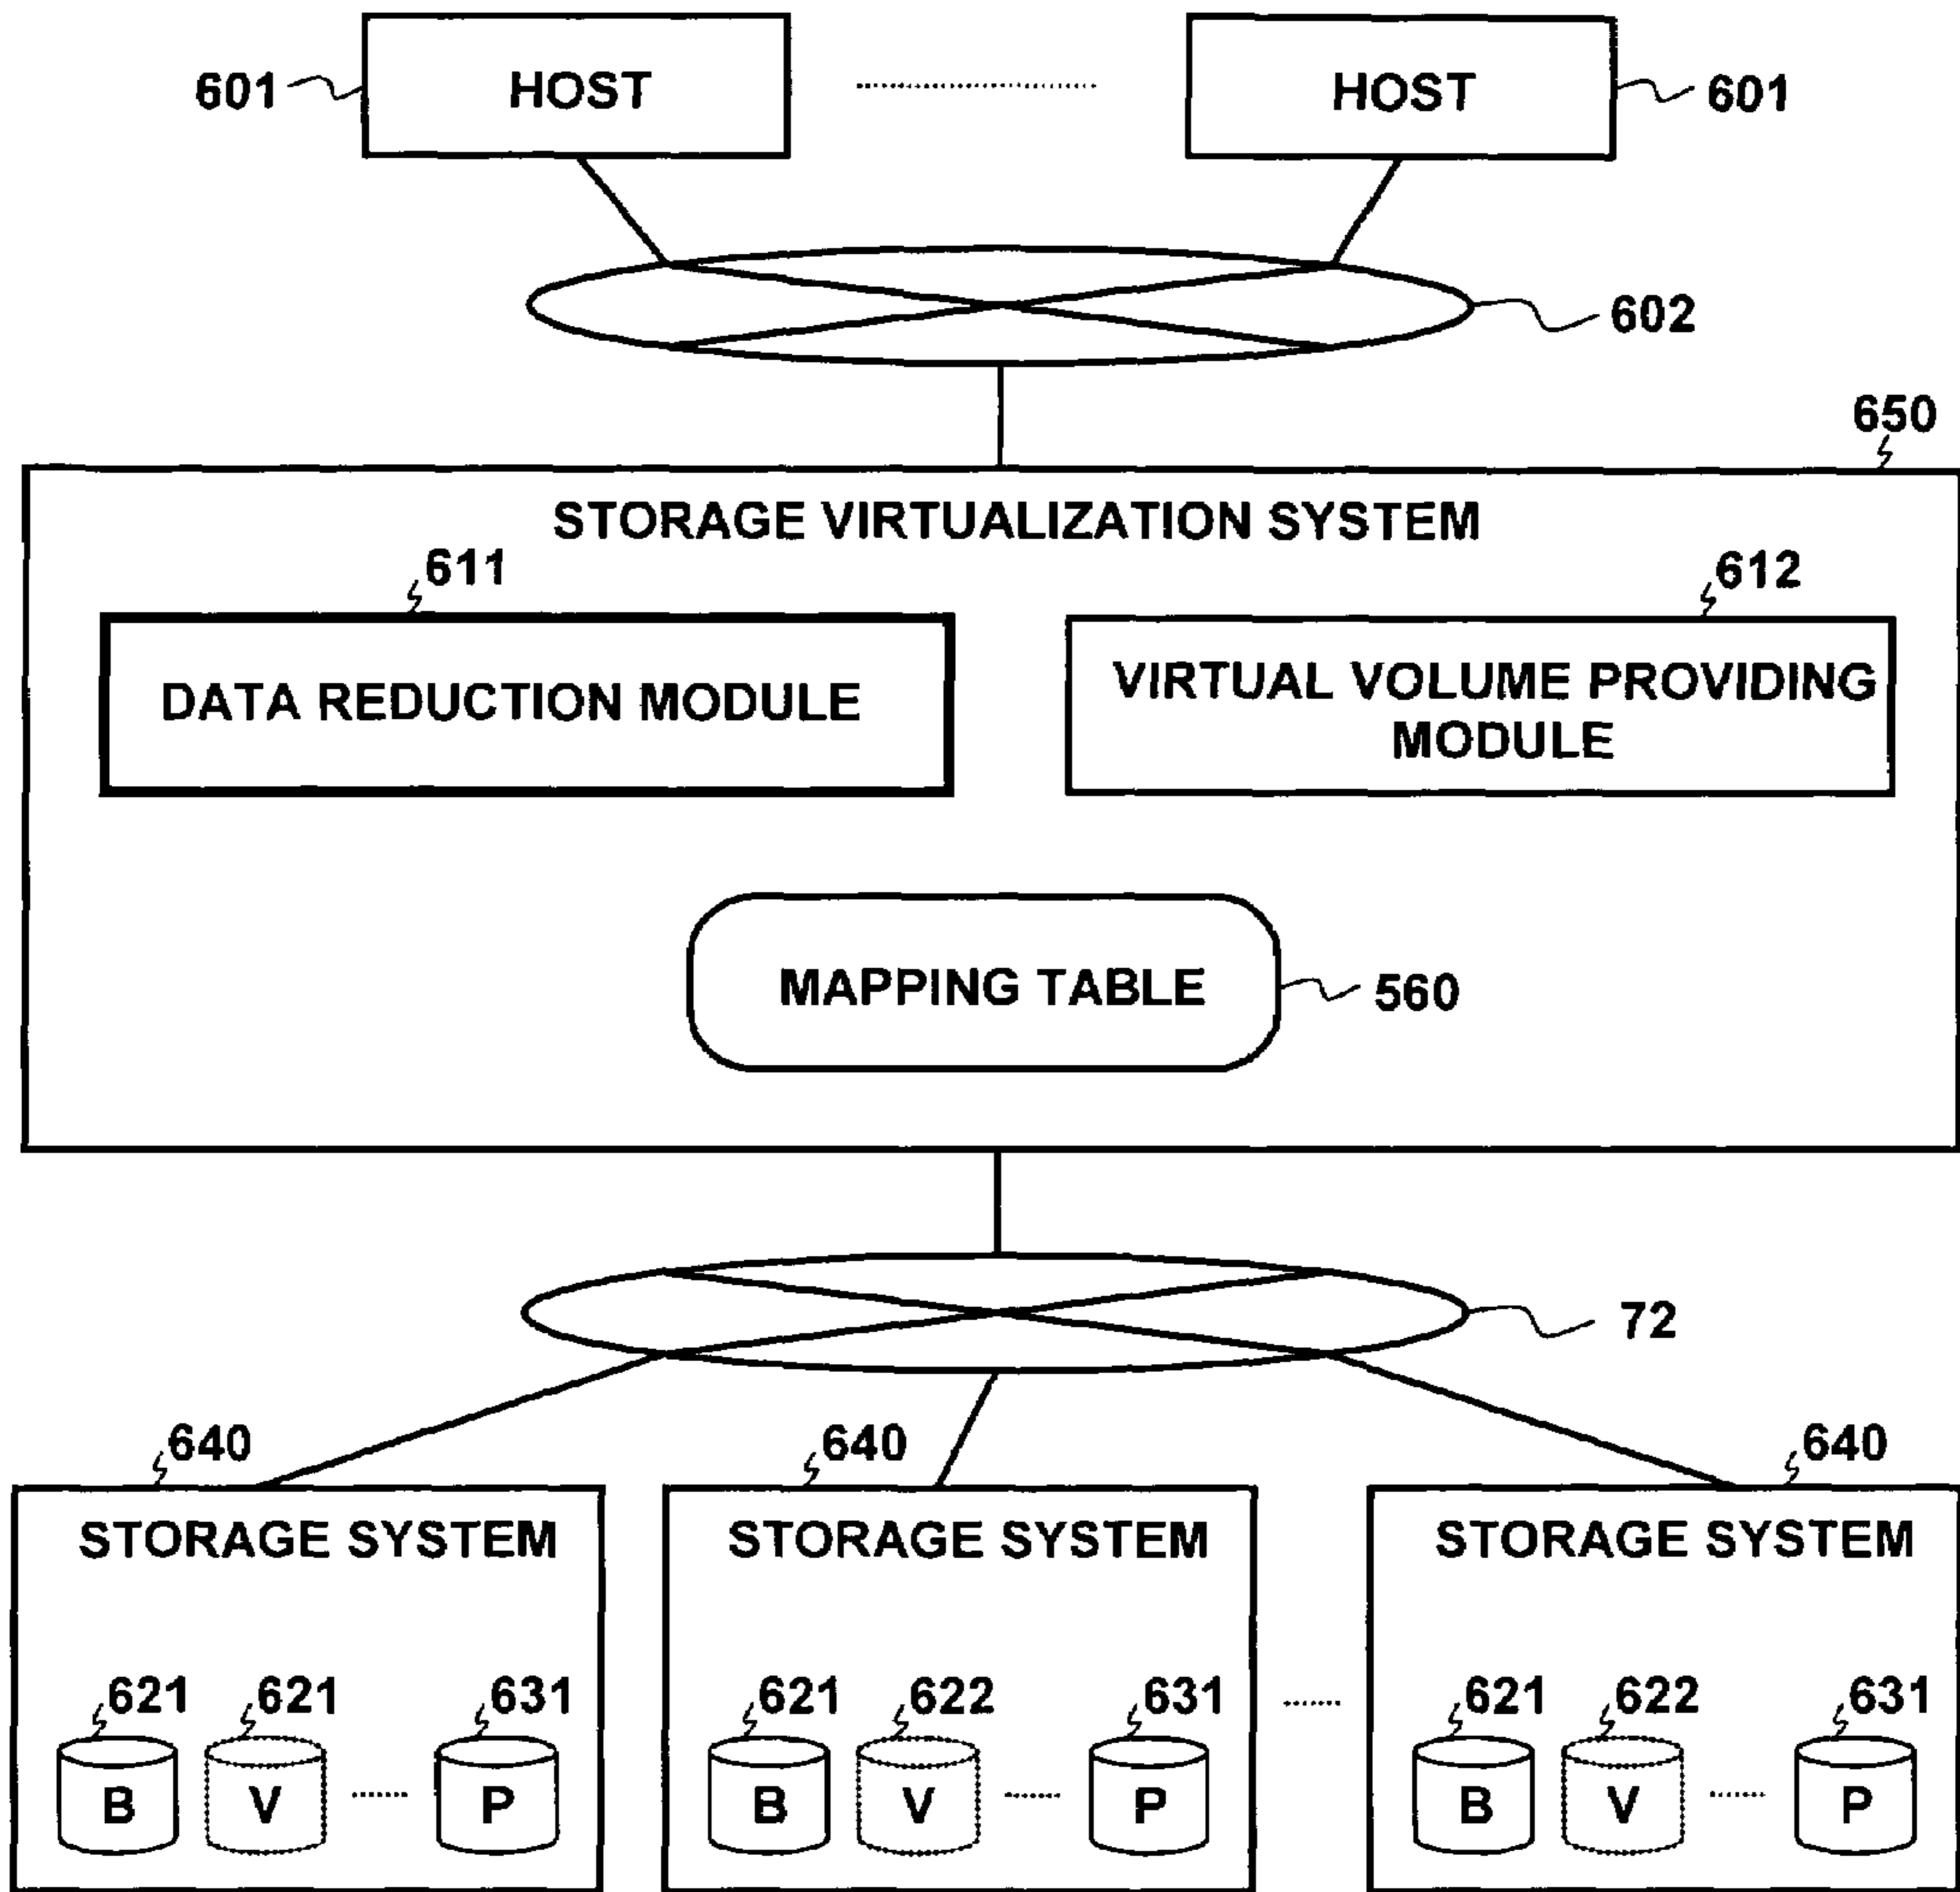 601 HOST HOST 601
602
650
STORAGE VIRTUALIZATION SYSTEM
611 612
DATA REDUCTION MODULE
VIRTUAL VOLUME PROVIDING
MODULE
MAPPING TABLE 560
72
640 640 640
STORAGE SYSTEM STORAGE SYSTEM STORAGE SYSTEM
621 621 631 621 622 631 621 622 631
B V P B V P B V P